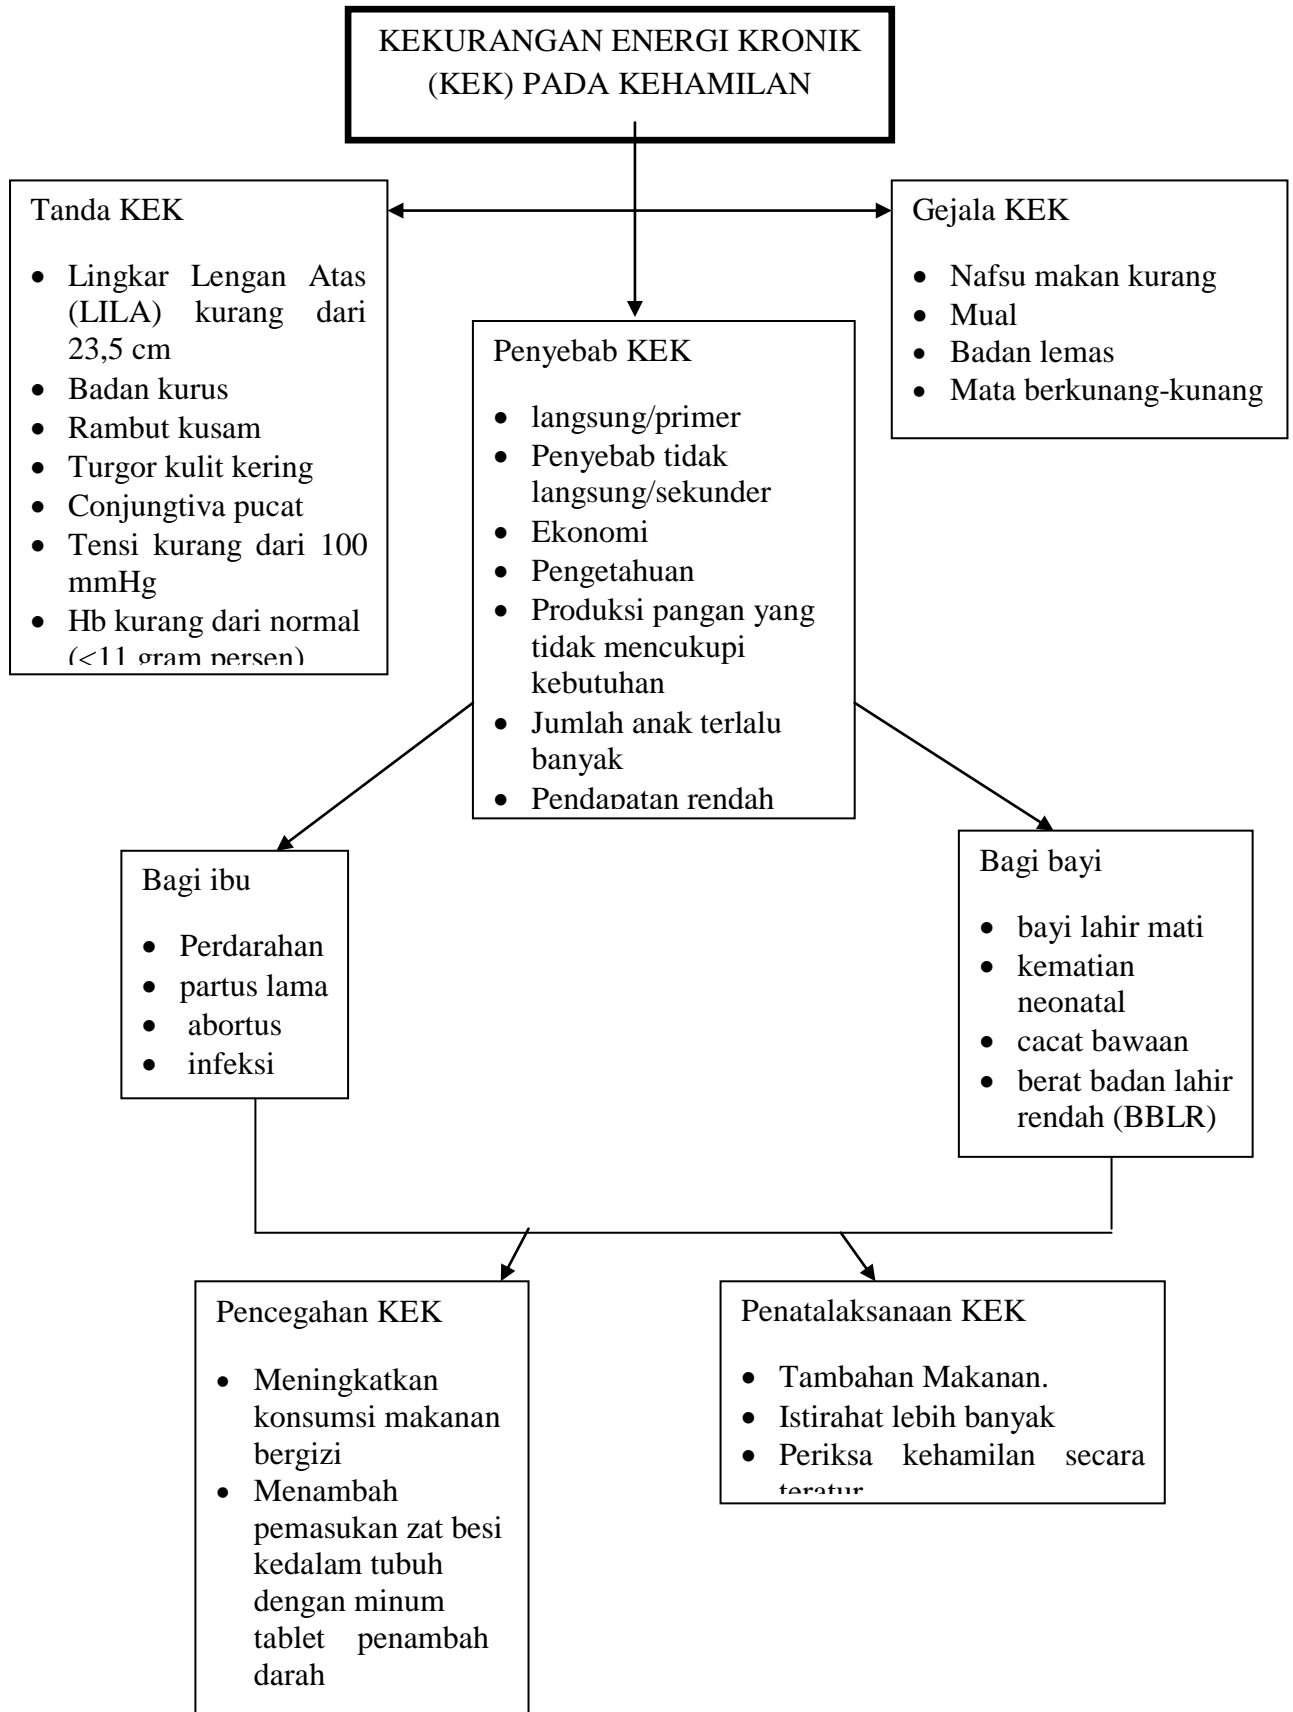 KEKURANGAN ENERGI KRONIK
(KEK) PADA KEHAMILAN
Tanda KEK
• Lingkar Lengan Atas
(LILA) kurang dari
23,5 cm
• Badan kurus
• Rambut kusam
• Turgor kulit kering
• Conjungtiva pucat
• Tensi kurang dari 100
mmHg
• Hb kurang dari normal
(<11 gram persen)
Gejala KEK
• Nafsu makan kurang
• Mual
• Badan lemas
• Mata berkunang-kunang
Penyebab KEK
• langsung/primer
• Penyebab tidak
langsung/sekunder
• Ekonomi
• Pengetahuan
• Produksi pangan yang
tidak mencukupi
kebutuhan
• Jumlah anak terlalu
banyak
• Pendapatan rendah
Bagi ibu
• Perdarahan
• partus lama
• abortus
• infeksi
Bagi bayi
• bayi lahir mati
• kematian
neonatal
• cacat bawaan
• berat badan lahir
rendah (BBLR)
Pencegahan KEK
• Meningkatkan
konsumsi makanan
bergizi
• Menambah
pemasukan zat besi
kedalam tubuh
dengan minum
tablet penambah
darah
Penatalaksanaan KEK
• Tambahan Makanan.
• Istirahat lebih banyak
• Periksa kehamilan secara
teratur